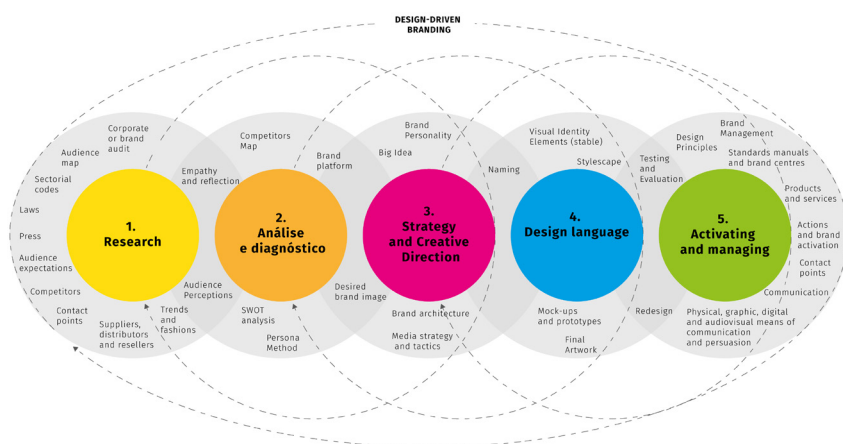 DESIGN-DRIVEN
BRANDING
Corporate
or brand
audit
Audience
map
Sectorial
codes
Laws
Press
Audience
expectations
Competitors
Contact
points
Suppliers,
distributors
and resellers
Trends
and
fashions
1.
Research
Empathy
and reflection
Audience
Perceptions
Competitors
Map
Brand
platform
2.
Análise
e diagnóstico
SWOT
analysis
Persona
Method
Desired
brand image
Brand
Personality
Big Idea
3.
Strategy
and Creative
Direction
Brand architecture
Media strategy
and tactics
Naming
Visual Identity
Elements (stable)
Stylescape
4.
Design language
Mock-ups
and prototypes
Final
Artwork
Testing
and
Evaluation
Redesign
Design
Principles
Brand
Management
Standards manuals
and brand centres
Products
and services
5.
Activating
and managing
Actions
and brand
activation
Contact
points
Communication
Physical, graphic, digital
and audiovisual means of
communication
and persuasion